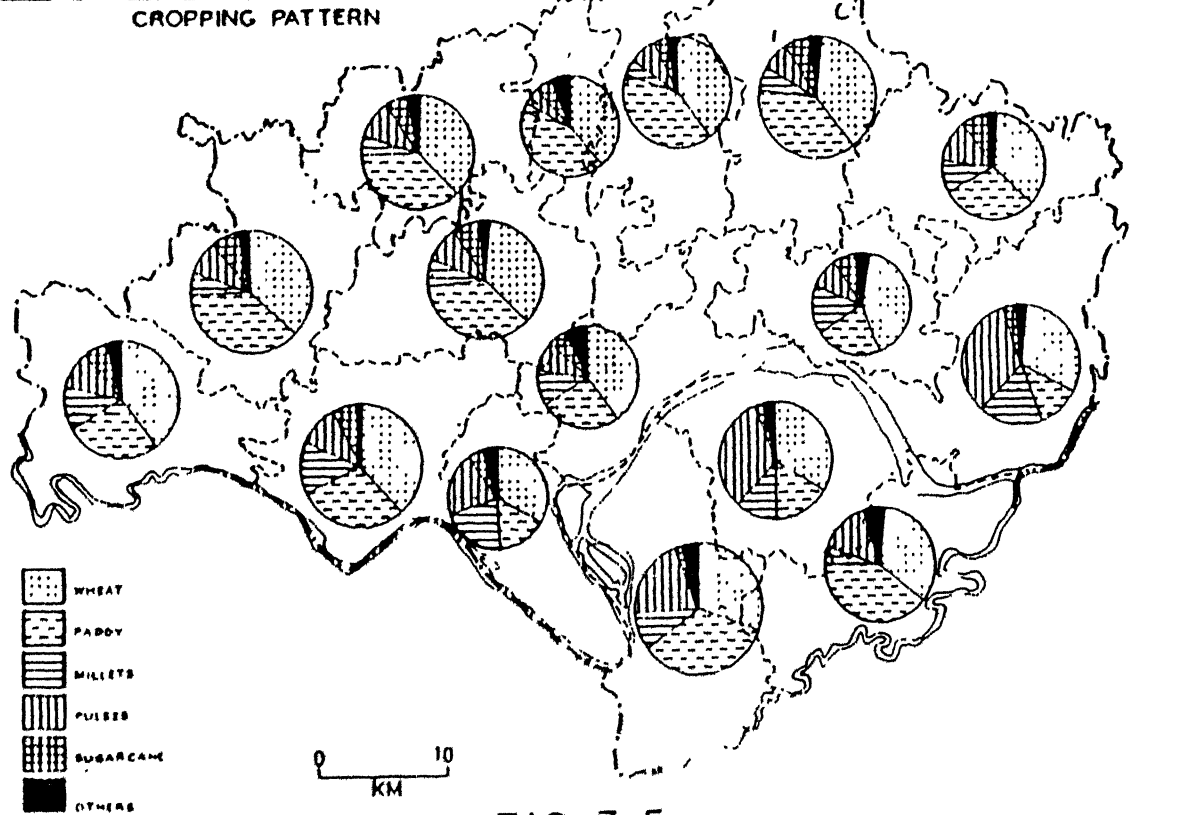 CROPPING PATTERN
WHEAT
PADDY
MILLETS
PULSES
SUGARCANE
OTHERS
0 10
KM